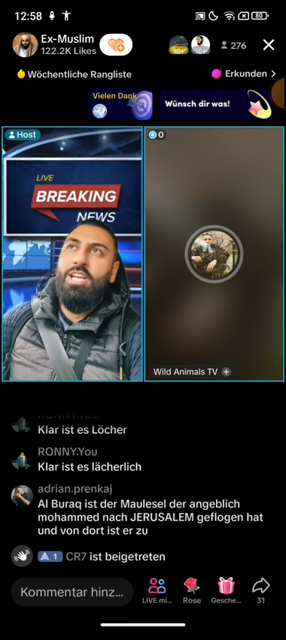 12:58
80
Ex-Muslim
122.2K Likes
276
Wöchentliche Rangliste
Erkunden
Vielen Dank
Wünsch dir was!
Host
0
LIVE
BREAKING
NEWS
Wild Animals TV
RONNY.You
Klar ist es Löcher
RONNY.You
Klar ist es lächerlich
adrian.prenkaj
Al Buraq ist der Maulesel der angeblich
mohammed nach JERUSALEM geflogen hat
und von dort ist er zu
1 CR7 ist beigetreten
Kommentar hinz...
LIVE mi...
Rose
Gesche...
31